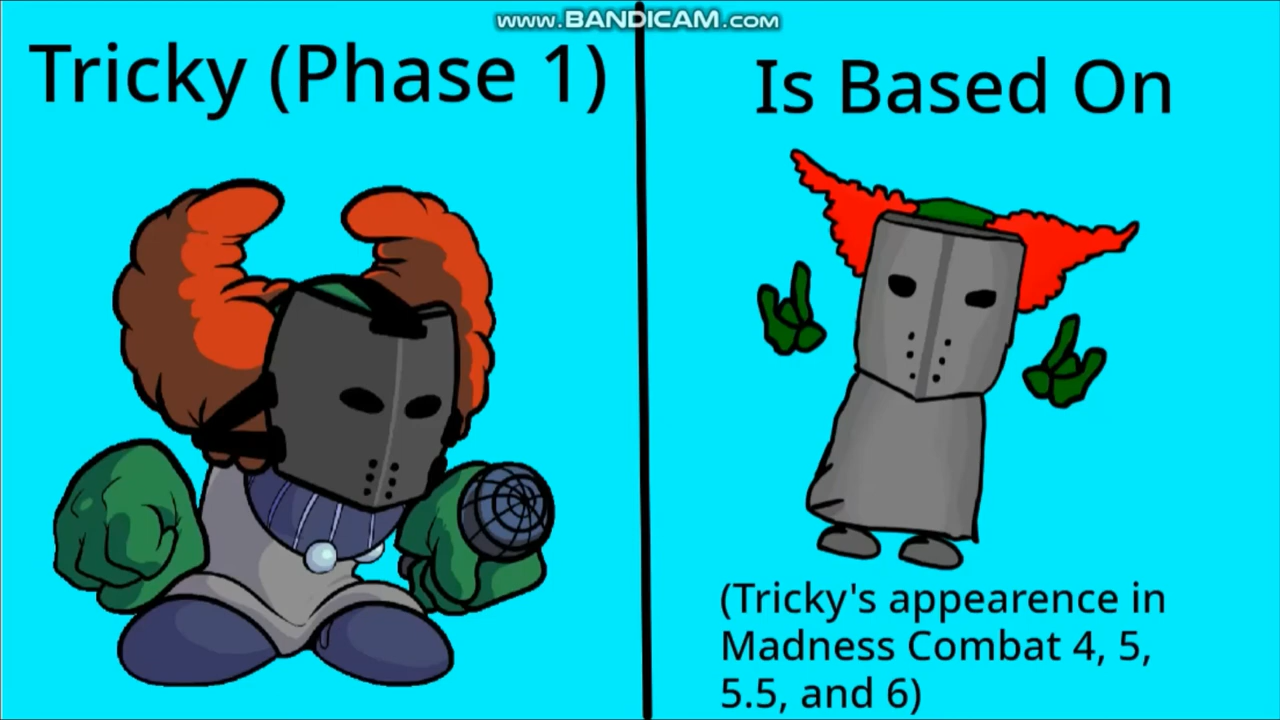 www.BANDICAM.com
Tricky (Phase 1)
Is Based On
(Tricky's appearence in
Madness Combat 4, 5,
5.5, and 6)